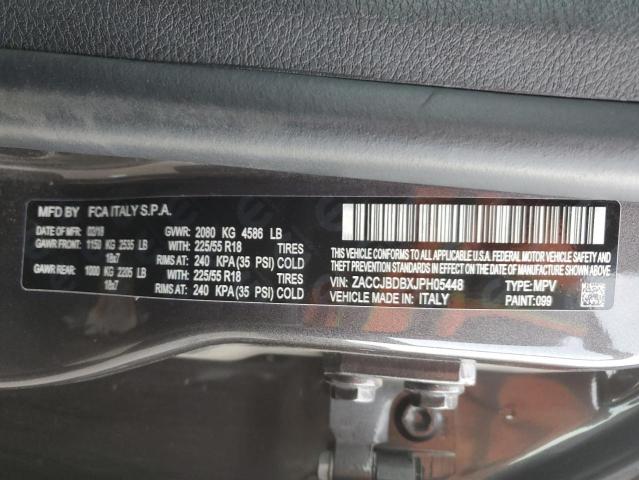 MFD BY FCA ITALY S.P.A.
DATE OF MFR: 02/18 GVWR: 2080 KG 4586 LB
GAWR FRONT: 1150 KG 2535 LB WITH: 225/55 R18 TIRES
18x7 RIMS AT: 240 KPA(35 PSI) COLD
GAWR REAR: 1000 KG 2205 LB WITH: 225/55 R18 TIRES
18x7 RIMS AT: 240 KPA(35 PSI) COLD
THIS VEHICLE CONFORMS TO ALL APPLICABLE U.S.A. FEDERAL MOTOR VEHICLE SAFETY,
BUMPER, AND THEFT PREVENTION STANDARDS IN EFFECT ON THE DATE OF MANUFACTURE SHOWN ABOVE.
VIN: ZACCJBDBXJPH05448 TYPE: MPV
VEHICLE MADE IN: ITALY PAINT: 099